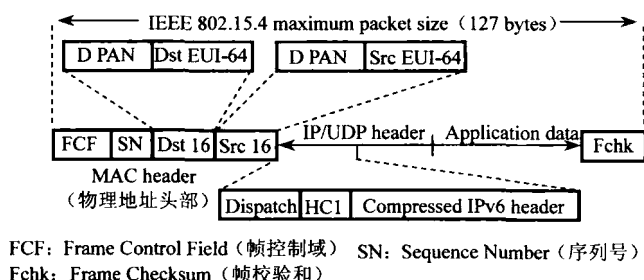 IEEE 802.15.4 maximum packet size（127 bytes）
D PAN Dst EUI-64 D PAN Src EUI-64
FCF SN Dst 16 Src 16 IP/UDP header Application data Fchk
MAC header
（物理地址头部）
Dispatch HC1 Compressed IPv6 header
FCF：Frame Control Field（帧控制域） SN：Sequence Number（序列号）
Fchk：Frame Checksum（帧校验和）